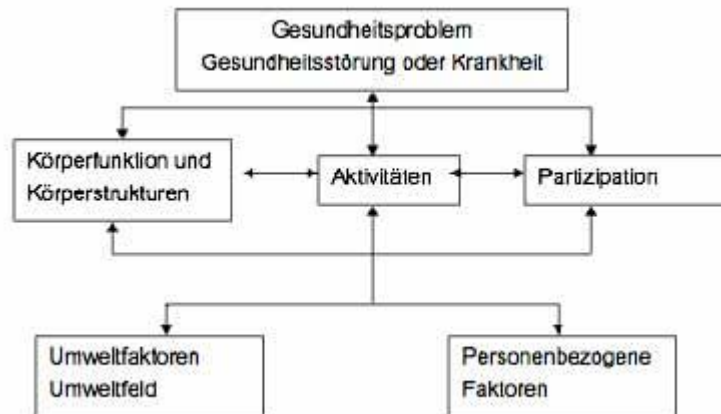 Gesundheitsproblem
Gesundheitsstörung oder Krankheit
Körperfunktion und
Körperstrukturen
Aktivitäten
Partizipation
Umweltfaktoren
Umweltfeld
Personenbezogene
Faktoren